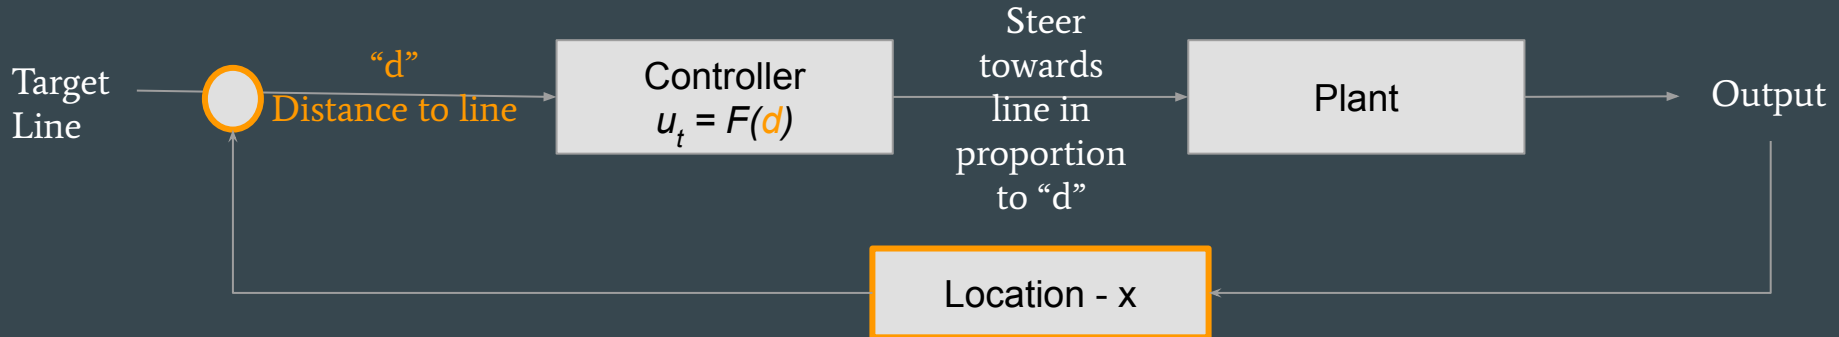 Target
Line
“d”
Distance to line
Controller
u_t = F(d)
Steer
towards
line in
proportion
to “d”
Plant
Output
Location - x